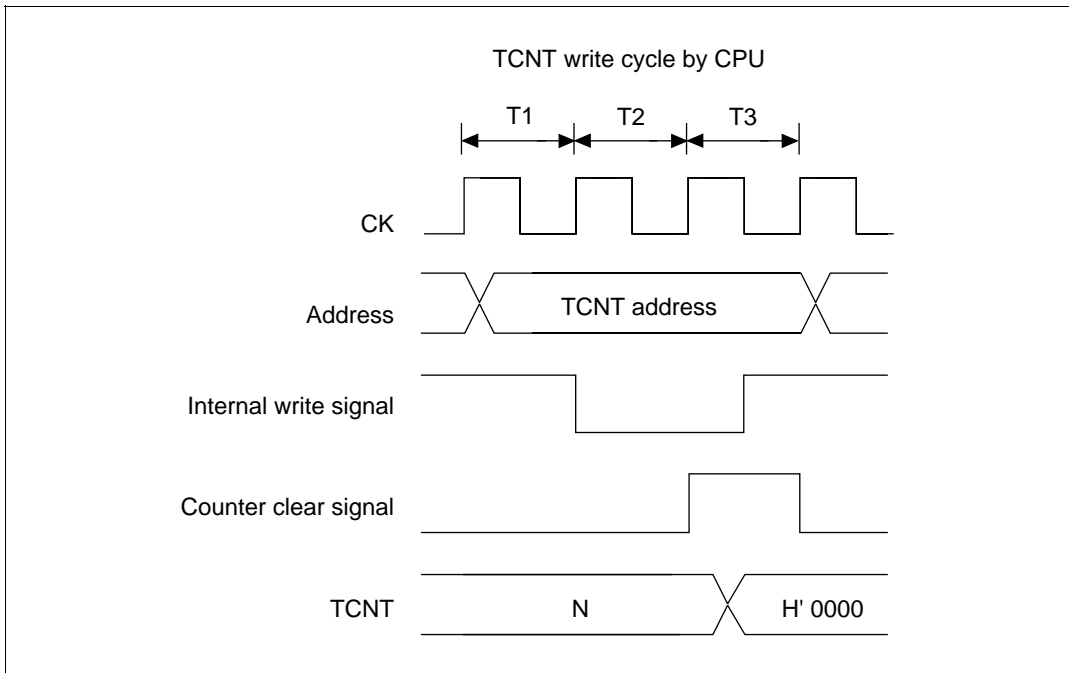 TCNT write cycle by CPU
T1 T2 T3
CK
Address TCNT address
Internal write signal
Counter clear signal
TCNT N H' 0000